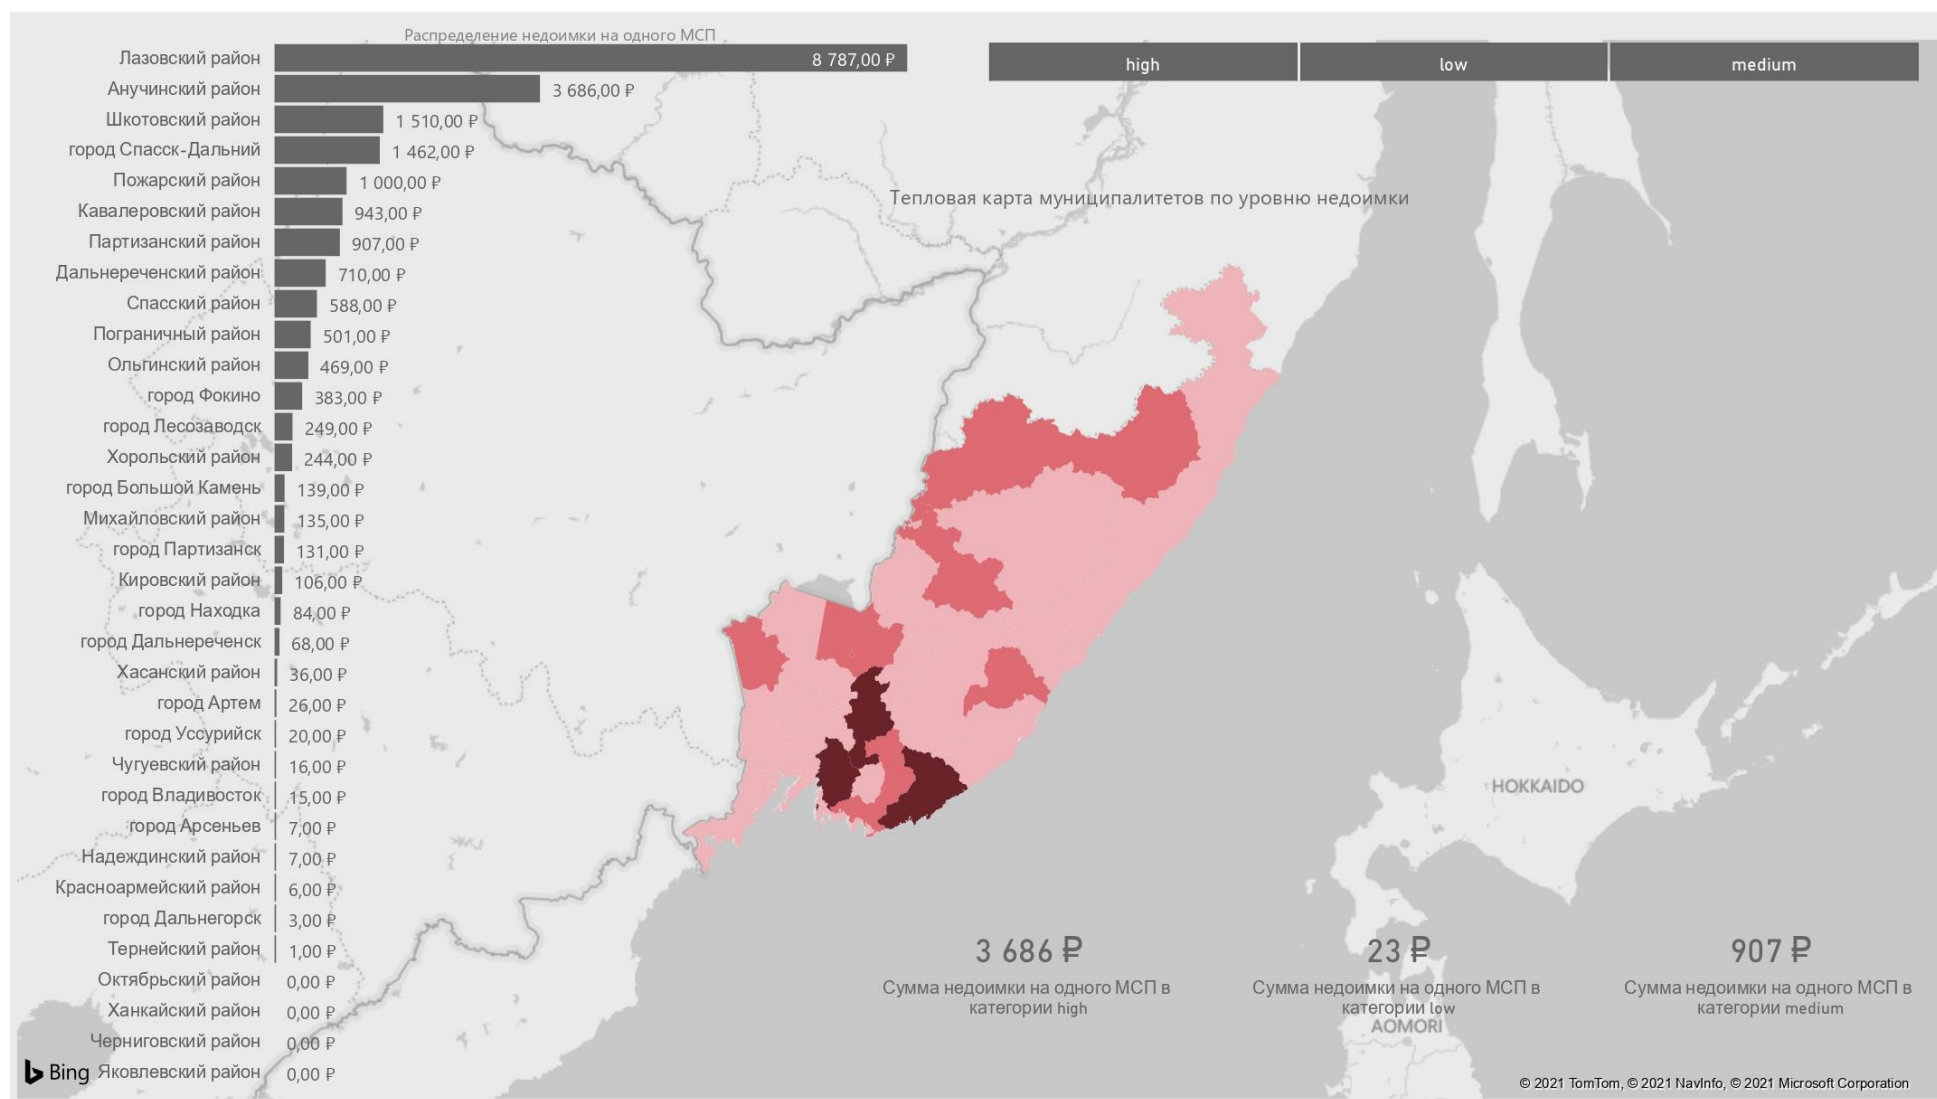 Распределение недоимки на одного МСП
Лазовский район 8 787,00 ₽
Анучинский район 3 686,00 ₽
Шкотовский район 1 510,00 ₽
город Спасск-Дальний 1 462,00 ₽
Пожарский район 1 000,00 ₽
Кавалеровский район 943,00 ₽
Партизанский район 907,00 ₽
Дальнереченский район 710,00 ₽
Спасский район 588,00 ₽
Пограничный район 501,00 ₽
Ольгинский район 469,00 ₽
город Фокино 383,00 ₽
город Лесозаводск 249,00 ₽
Хорольский район 244,00 ₽
город Большой Камень 139,00 ₽
Михайловский район 135,00 ₽
город Партизанск 131,00 ₽
Кировский район 106,00 ₽
город Находка 84,00 ₽
город Дальнереченск 68,00 ₽
Хасанский район 36,00 ₽
город Артем 26,00 ₽
город Уссурийск 20,00 ₽
Чугуевский район 16,00 ₽
город Владивосток 15,00 ₽
город Арсеньев 7,00 ₽
Надеждинский район 7,00 ₽
Красноармейский район 6,00 ₽
город Дальнегорск 3,00 ₽
Тернейский район 1,00 ₽
Октябрьский район 0,00 ₽
Ханкайский район 0,00 ₽
Черниговский район 0,00 ₽
Яковлевский район 0,00 ₽
Bing
high low medium
Тепловая карта муниципалитетов по уровню недоимки
HOKKAIDO
3 686 ₽
Сумма недоимки на одного МСП в
категории high
23 ₽
Сумма недоимки на одного МСП в
категории low
AOMORI
907 ₽
Сумма недоимки на одного МСП в
категории medium
© 2021 TomTom, © 2021 NavInfo, © 2021 Microsoft Corporation